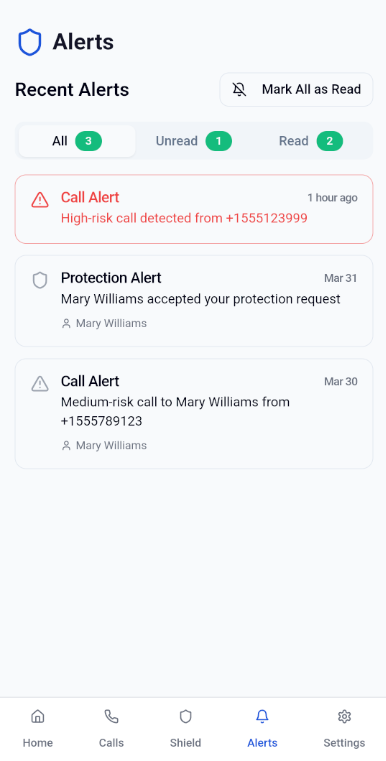 Alerts
Recent Alerts
Mark All as Read
All 3
Unread 1
Read 2
Call Alert
1 hour ago
High-risk call detected from +1555123999
Protection Alert
Mar 31
Mary Williams accepted your protection request
Mary Williams
Call Alert
Mar 30
Medium-risk call to Mary Williams from
+1555789123
Mary Williams
Home
Calls
Shield
Alerts
Settings